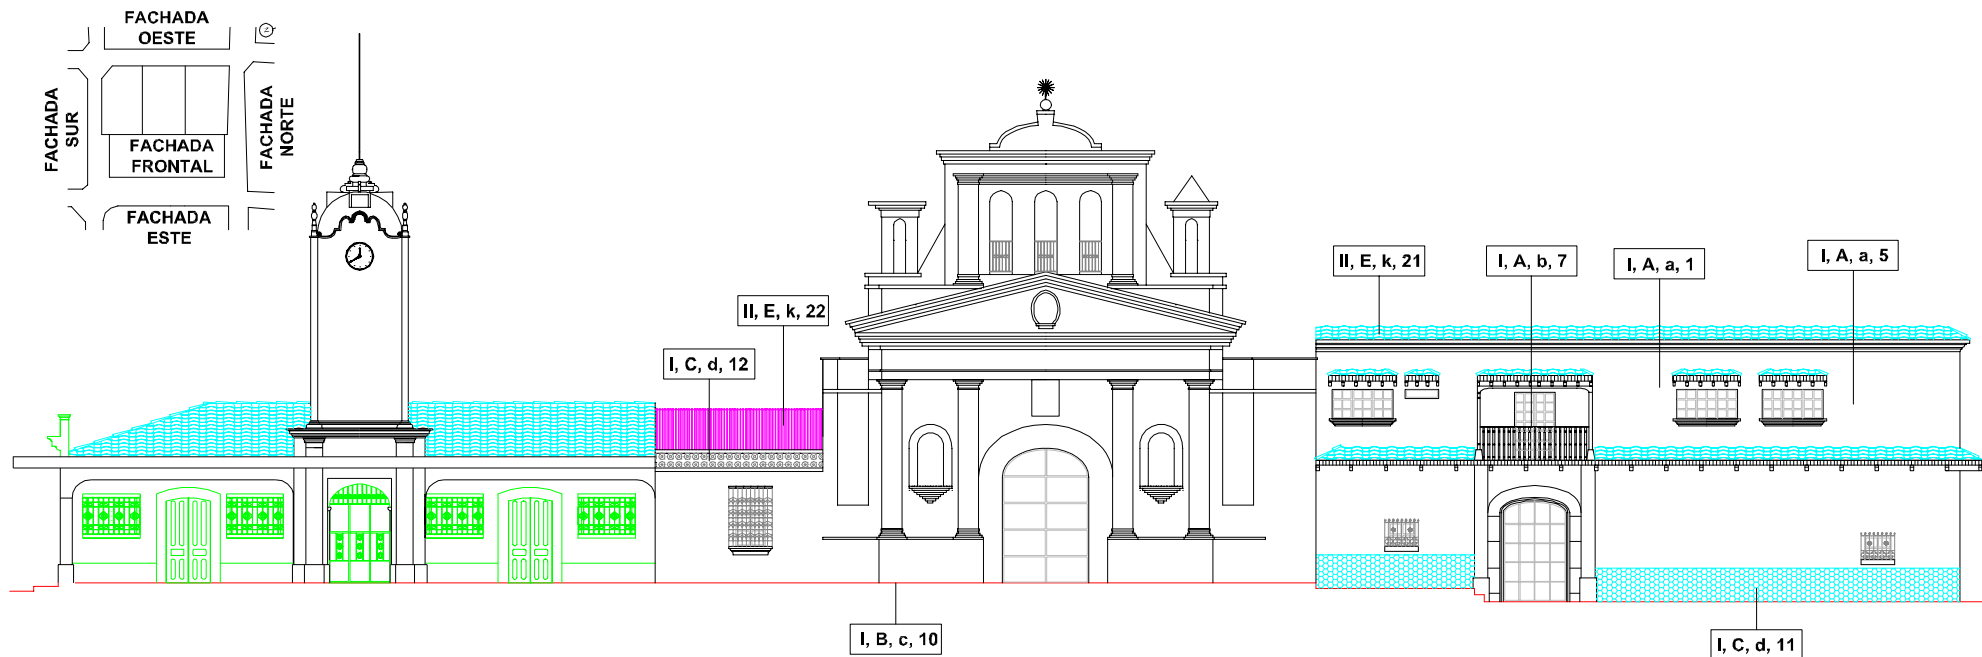 FACHADA
OESTE
FACHADA
SUR
FACHADA
FRONTAL
FACHADA
NORTE
FACHADA
ESTE
II, E, k, 22
I, C, d, 12
II, E, k, 21
I, A, b, 7
I, A, a, 1
I, A, a, 5
I, B, c, 10
I, C, d, 11